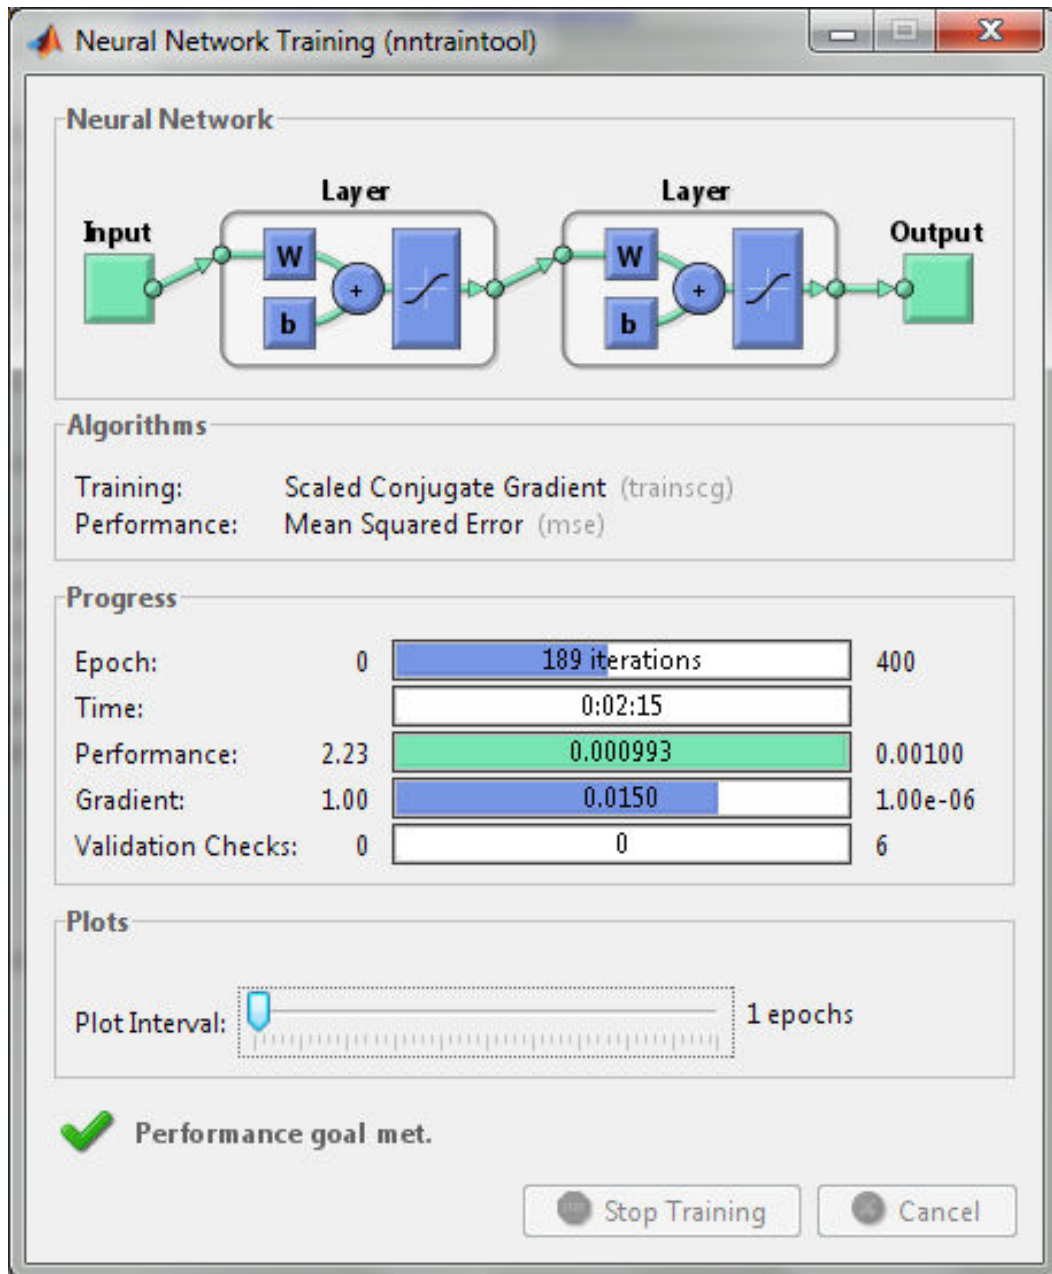 Neural Network Training (nntraintool)
Neural Network
Layer Layer
Input Output
W W
+ +
b b
Algorithms
Training: Scaled Conjugate Gradient (trainscg)
Performance: Mean Squared Error (mse)
Progress
Epoch: 0 189 iterations 400
Time: 0:02:15
Performance: 2.23 0.000993 0.00100
Gradient: 1.00 0.0150 1.00e-06
Validation Checks: 0 0 6
Plots
Plot Interval: 1 epochs
Performance goal met.
Stop Training Cancel